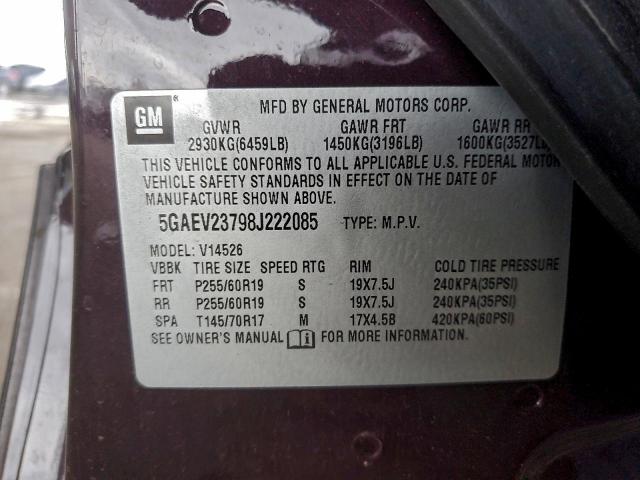 GM ® MFD BY GENERAL MOTORS CORP.
GVWR GAWR FRT GAWR RR
2930KG(6459LB) 1450KG(3196LB) 1600KG(3527LB
THIS VEHICLE CONFORMS TO ALL APPLICABLE U.S. FEDERAL MOTOR
VEHICLE SAFETY STANDARDS IN EFFECT ON THE DATE OF
MANUFACTURE SHOWN ABOVE.
5GAEV23798J222085 TYPE: M.P.V.
MODEL: V14526
VBBK TIRE SIZE SPEED RTG RIM COLD TIRE PRESSURE
FRT P255/60R19 S 19X7.5J 240KPA(35PSI)
RR P255/60R19 S 19X7.5J 240KPA(35PSI)
SPA T145/70R17 M 17X4.5B 420KPA(60PSI)
SEE OWNER'S MANUAL i FOR MORE INFORMATION.